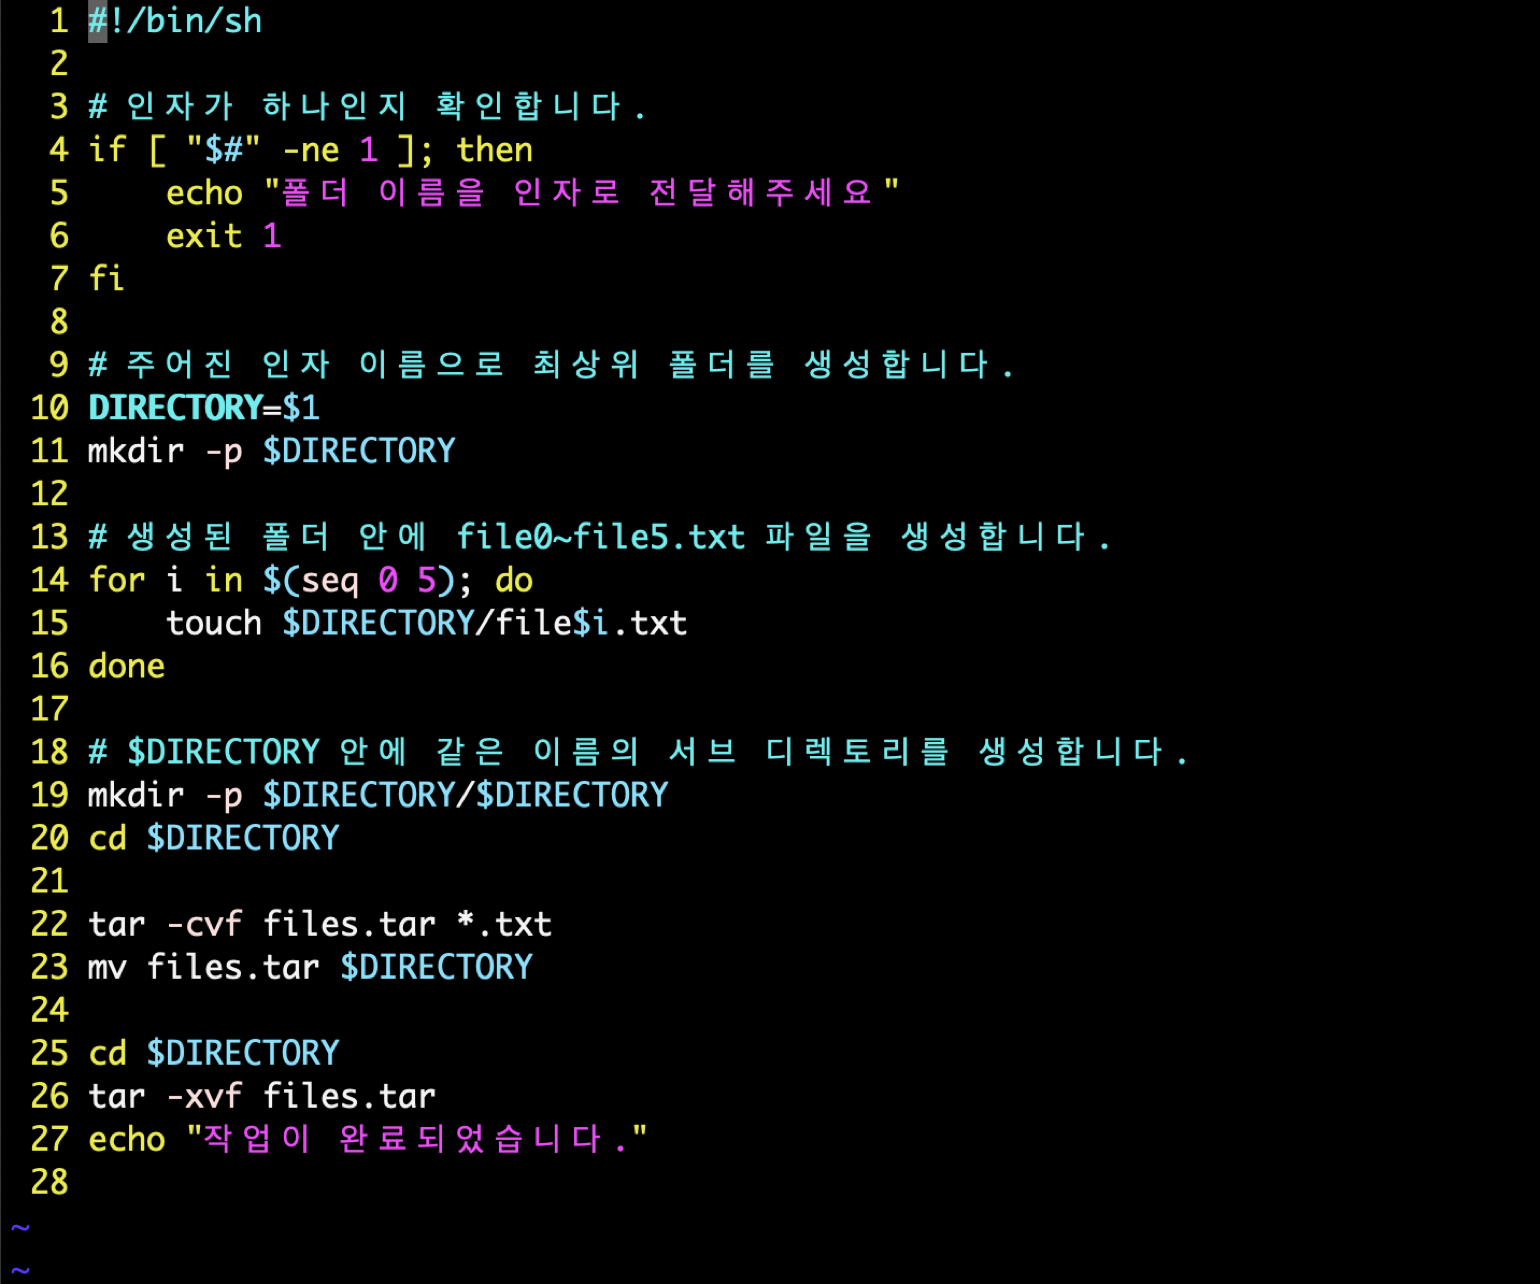 1 #!/bin/sh
2
3 # 인자가 하나인지 확인합니다.
4 if [ "$#" -ne 1 ]; then
5     echo "폴더 이름을 인자로 전달해주세요"
6     exit 1
7 fi
8
9 # 주어진 인자 이름으로 최상위 폴더를 생성합니다.
10 DIRECTORY=$1
11 mkdir -p $DIRECTORY
12
13 # 생성된 폴더 안에 file0~file5.txt 파일을 생성합니다.
14 for i in $(seq 0 5); do
15     touch $DIRECTORY/file$i.txt
16 done
17
18 # $DIRECTORY 안에 같은 이름의 서브 디렉토리를 생성합니다.
19 mkdir -p $DIRECTORY/$DIRECTORY
20 cd $DIRECTORY
21
22 tar -cvf files.tar *.txt
23 mv files.tar $DIRECTORY
24
25 cd $DIRECTORY
26 tar -xvf files.tar
27 echo "작업이 완료되었습니다."
28
~
~